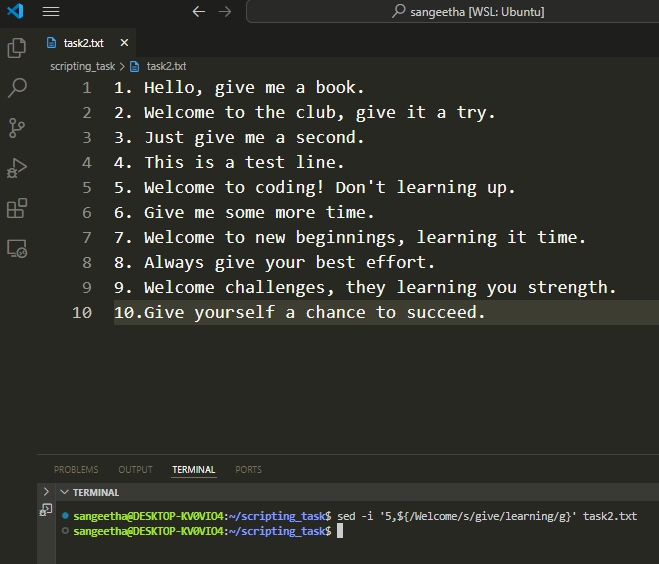 sangeetha [WSL: Ubuntu]
task2.txt
scripting_task > task2.txt
1 1. Hello, give me a book.
2 2. Welcome to the club, give it a try.
3 3. Just give me a second.
4 4. This is a test line.
5 5. Welcome to coding! Don't learning up.
6 6. Give me some more time.
7 7. Welcome to new beginnings, learning it time.
8 8. Always give your best effort.
9 9. Welcome challenges, they learning you strength.
10 10.Give yourself a chance to succeed.
PROBLEMS OUTPUT TERMINAL PORTS
TERMINAL
sangeetha@DESKTOP-KV0VIO4:~/scripting_task$ sed -i '5,${/Welcome/s/give/learning/g}' task2.txt
sangeetha@DESKTOP-KV0VIO4:~/scripting_task$